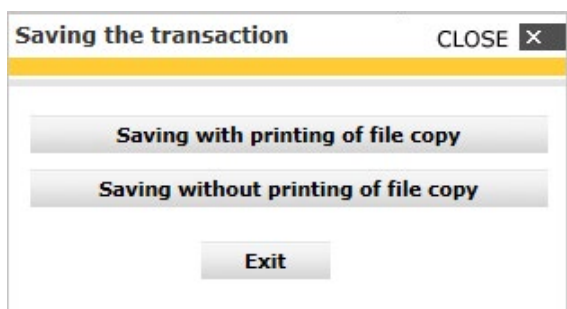 Saving the transaction CLOSE ×
Saving with printing of file copy
Saving without printing of file copy
Exit